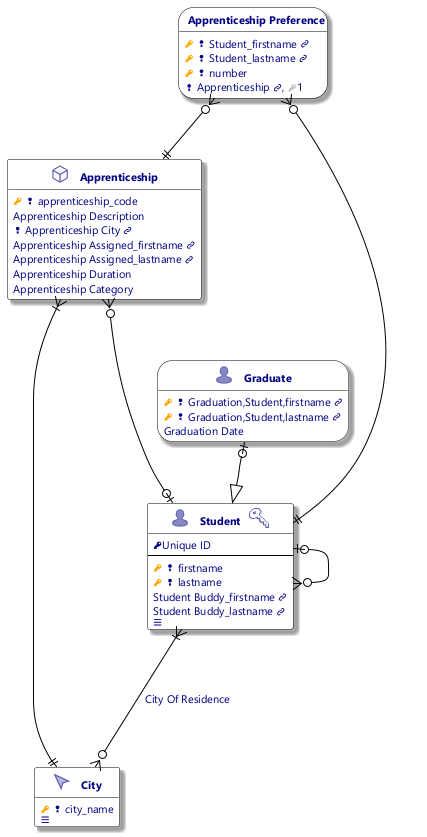 Apprenticeship Preference
Student_firstname
Student_lastname
number
Apprenticeship , 1
Apprenticeship
apprenticeship_code
Apprenticeship Description
Apprenticeship City
Apprenticeship Assigned_firstname
Apprenticeship Assigned_lastname
Apprenticeship Duration
Apprenticeship Category
Graduate
Graduation,Student,firstname
Graduation,Student,lastname
Graduation Date
Student
Unique ID
firstname
lastname
Student Buddy_firstname
Student Buddy_lastname
City Of Residence
City
city_name